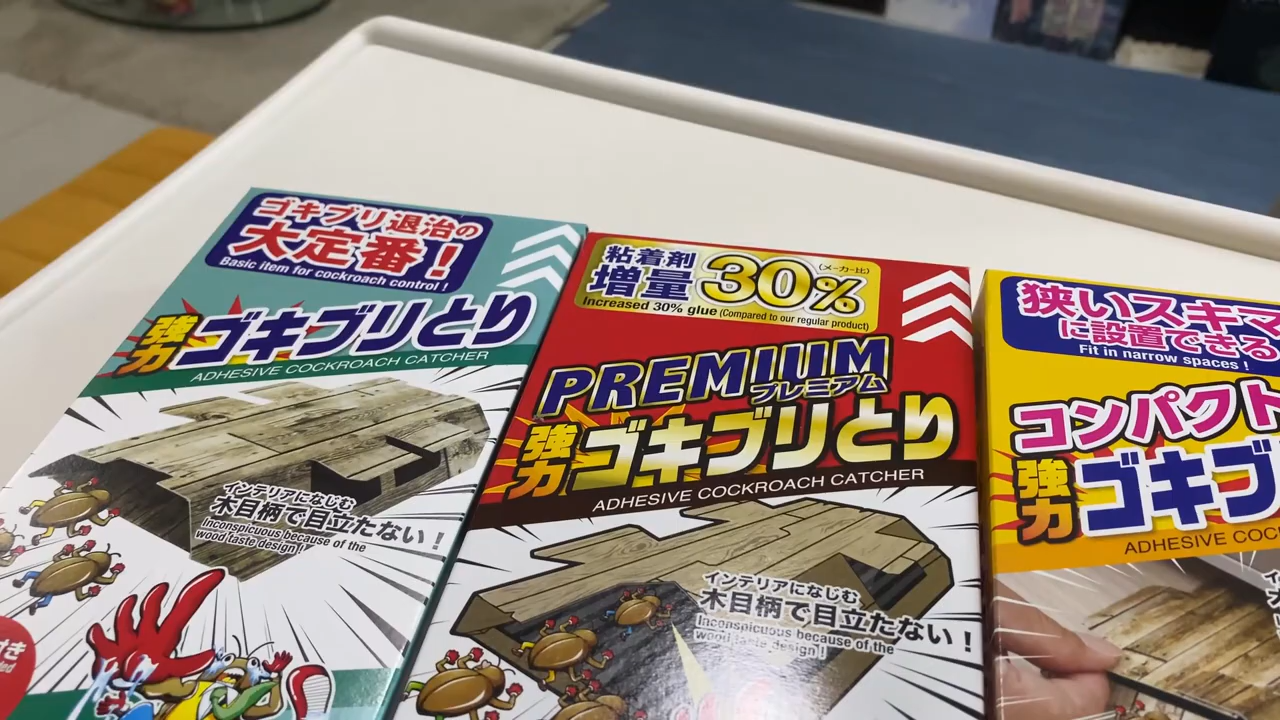 ゴキブリ退治の
大定番！
Basic item for cockroach control !
強力
ゴキブリとり
ADHESIVE COCKROACH CATCHER
インテリアになじむ
木目柄で目立たない！
Inconspicuous because of the
wood taste design !
粘着剤
増量
30%
(メーカー比)
Increased 30% glue (Compared to our regular product)
PREMIUM
プレミアム
強力
ゴキブリとり
ADHESIVE COCKROACH CATCHER
インテリアになじむ
木目柄で目立たない！
Inconspicuous because of the
wood taste design !
狭いスキマ
に設置できる
Fit in narrow spaces !
コンパクト
強力
ゴキブ
ADHESIVE COC